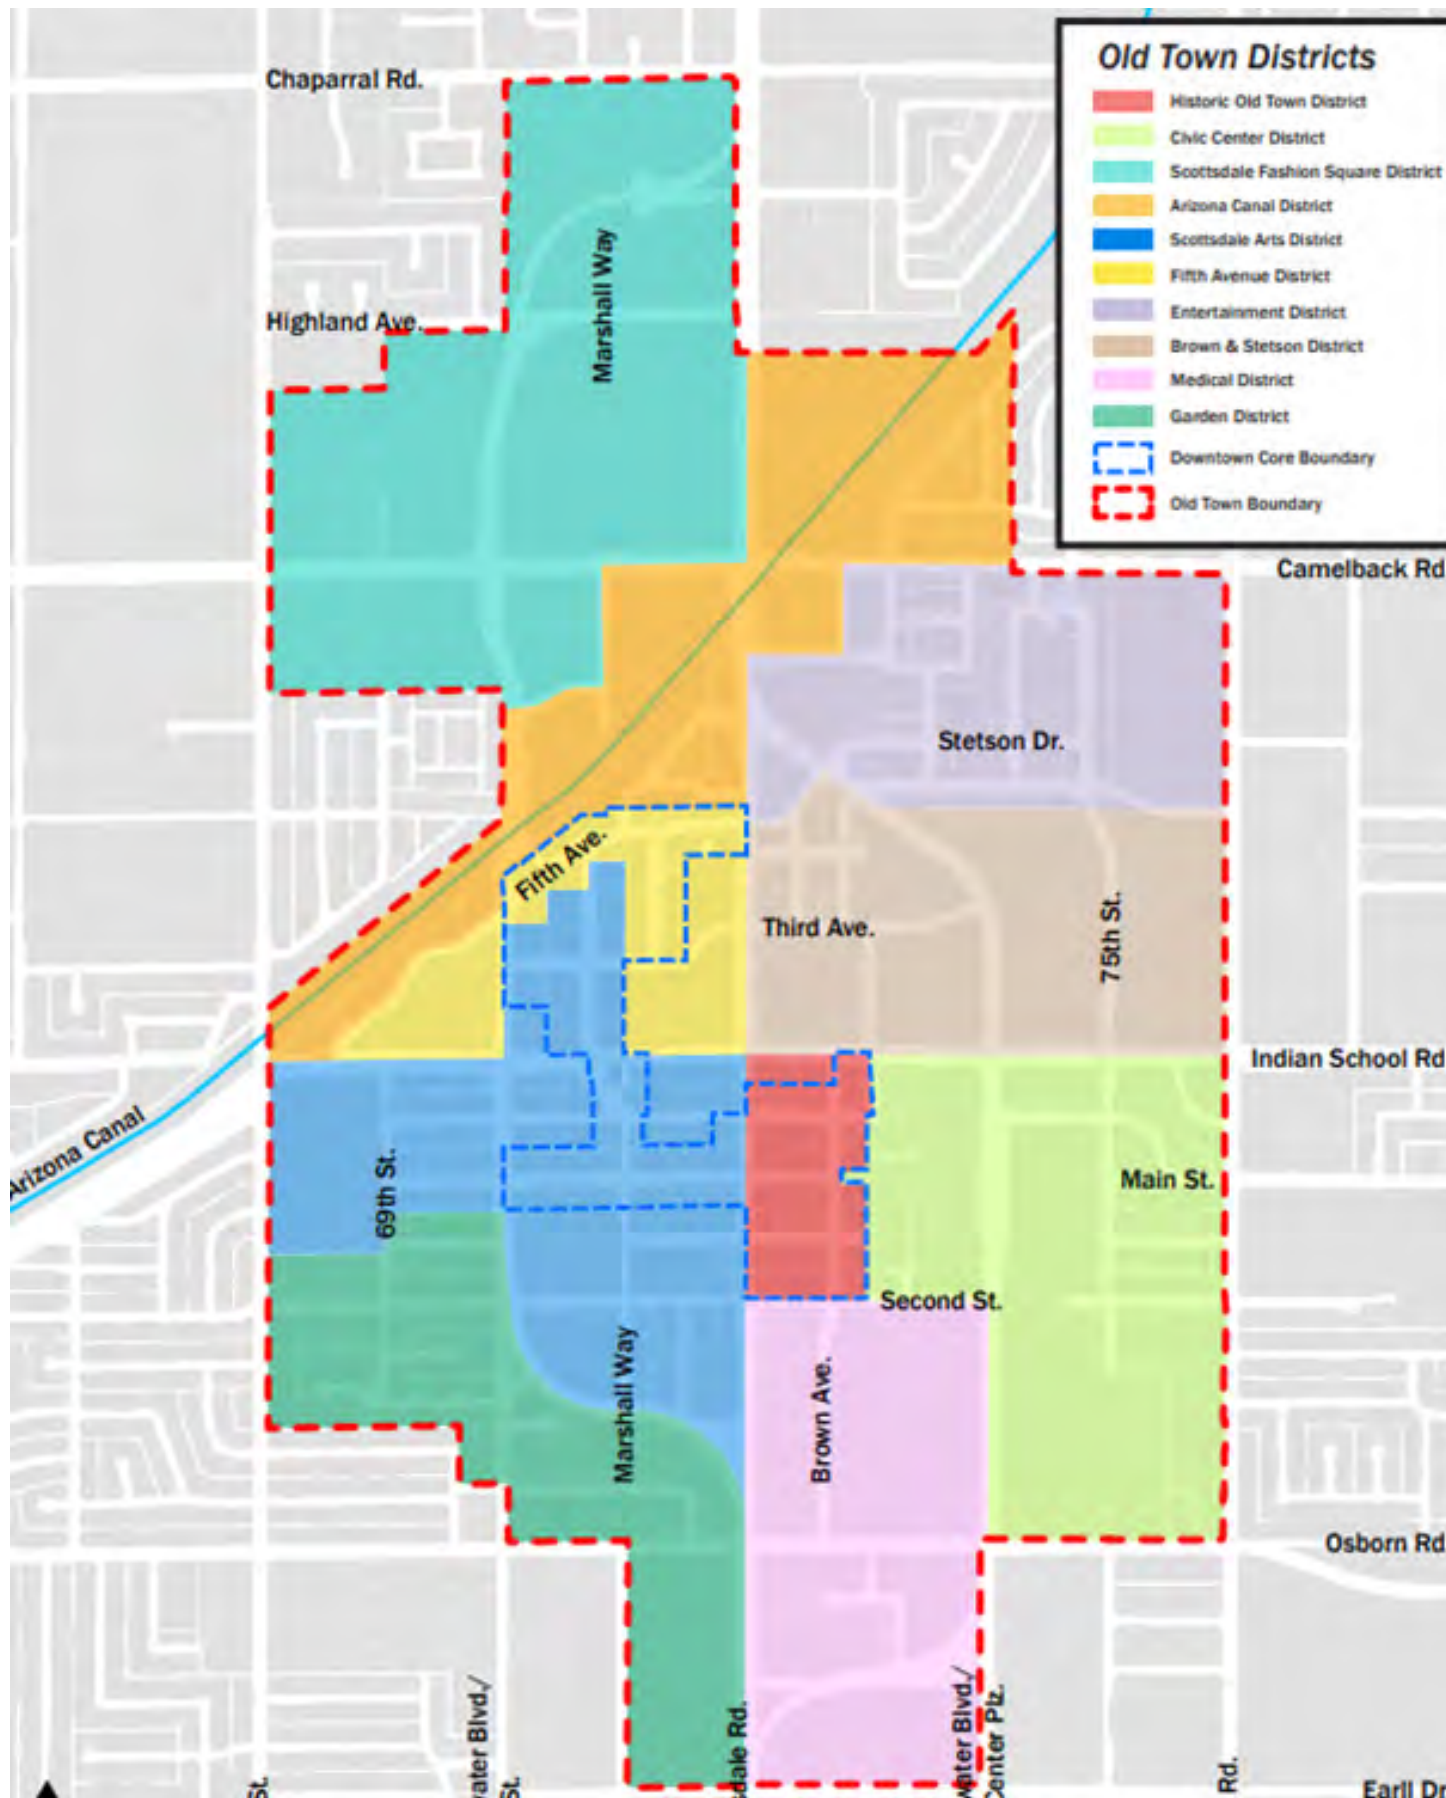 Old Town Districts
Historic Old Town District
Civic Center District
Scottsdale Fashion Square District
Arizona Canal District
Scottsdale Arts District
Fifth Avenue District
Entertainment District
Brown & Stetson District
Medical District
Garden District
Downtown Core Boundary
Old Town Boundary
Chaparral Rd.
Marshall Way
Highland Ave.
Camelback Rd
Stetson Dr.
Fifth Ave.
Third Ave.
75th St.
Indian School Rd
Arizona Canal
69th St.
Main St.
Second St.
Marshall Way
Brown Ave.
Osborn Rd
St.
water Blvd./
St.
sdale Rd.
water Blvd./
Center Plz.
Rd.
Earll Dr